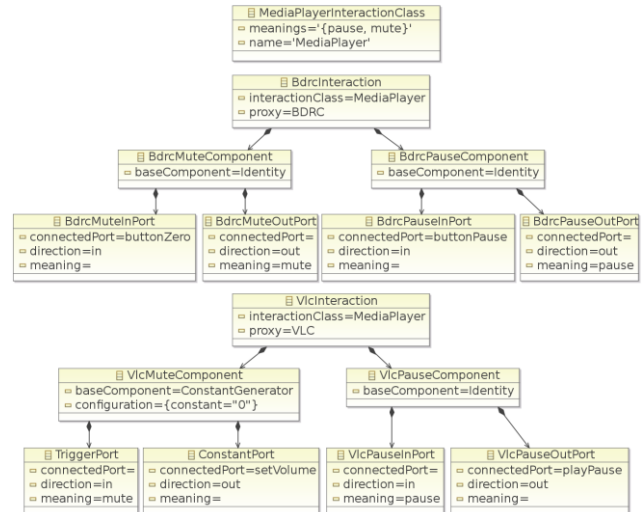 MediaPlayerInteractionClass
meanings='{pause, mute}'
name='MediaPlayer'
BdrcInteraction
interactionClass=MediaPlayer
proxy=BDRC
BdrcMuteComponent
baseComponent=Identity
BdrcPauseComponent
baseComponent=Identity
BdrcMuteInPort
connectedPort=buttonZero
direction=in
meaning=
BdrcMuteOutPort
connectedPort=
direction=out
meaning=mute
BdrcPauseInPort
connectedPort=buttonPause
direction=in
meaning=
BdrcPauseOutPort
connectedPort=
direction=out
meaning=pause
VlcInteraction
interactionClass=MediaPlayer
proxy=VLC
VlcMuteComponent
baseComponent=ConstantGenerator
configuration={constant="0"}
VlcPauseComponent
baseComponent=Identity
TriggerPort
connectedPort=
direction=in
meaning=mute
ConstantPort
connectedPort=setVolume
direction=out
meaning=
VlcPauseInPort
connectedPort=
direction=in
meaning=pause
VlcPauseOutPort
connectedPort=playPause
direction=out
meaning=